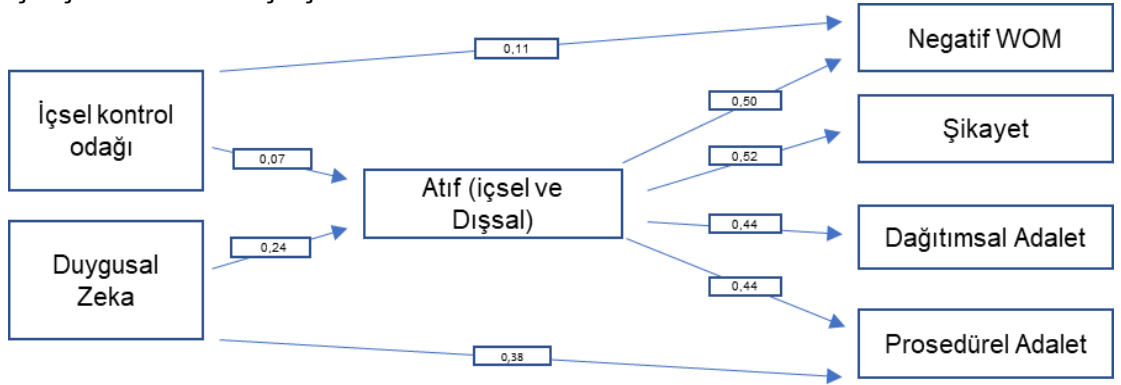 Negatif WOM
0,11
İçsel kontrol
odağı
0,50
Şikayet
0,52
0,07
Atıf (içsel ve
Dışsal)
0,44
Dağıtımsal Adalet
0,24
Duygusal
Zeka
0,44
Prosedürel Adalet
0,38